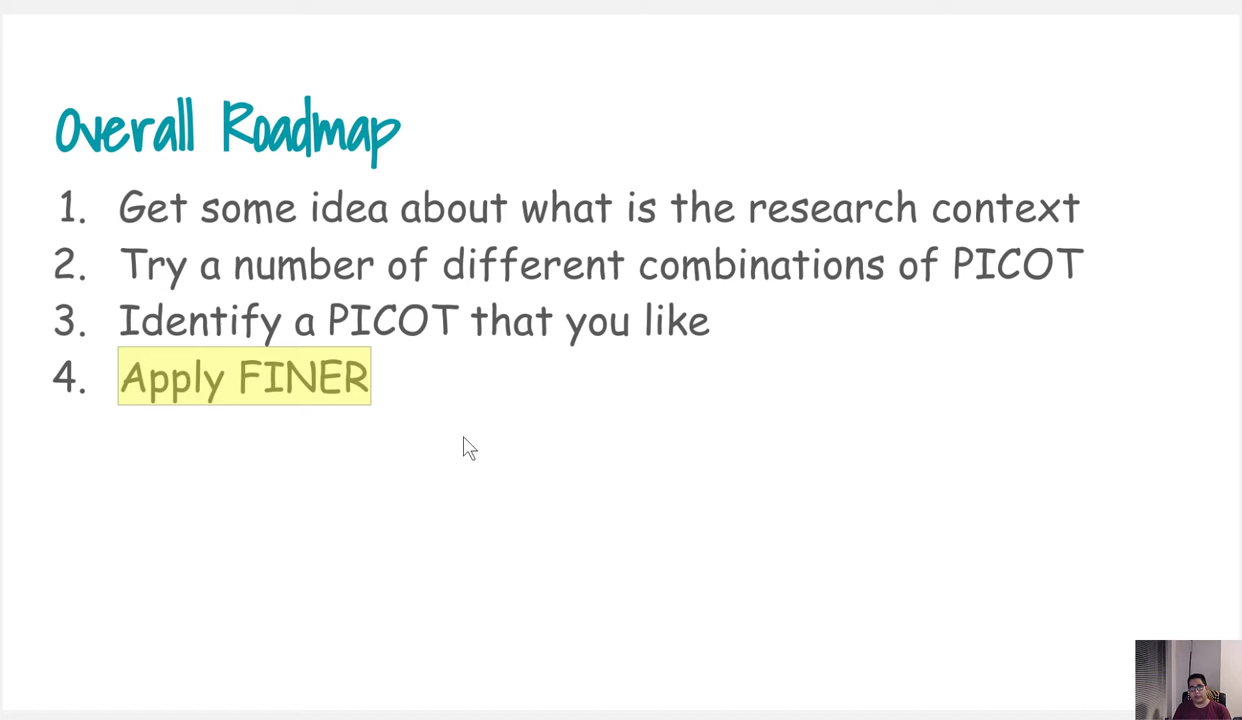 Overall Roadmap
1. Get some idea about what is the research context
2. Try a number of different combinations of PICOT
3. Identify a PICOT that you like
4. Apply FINER